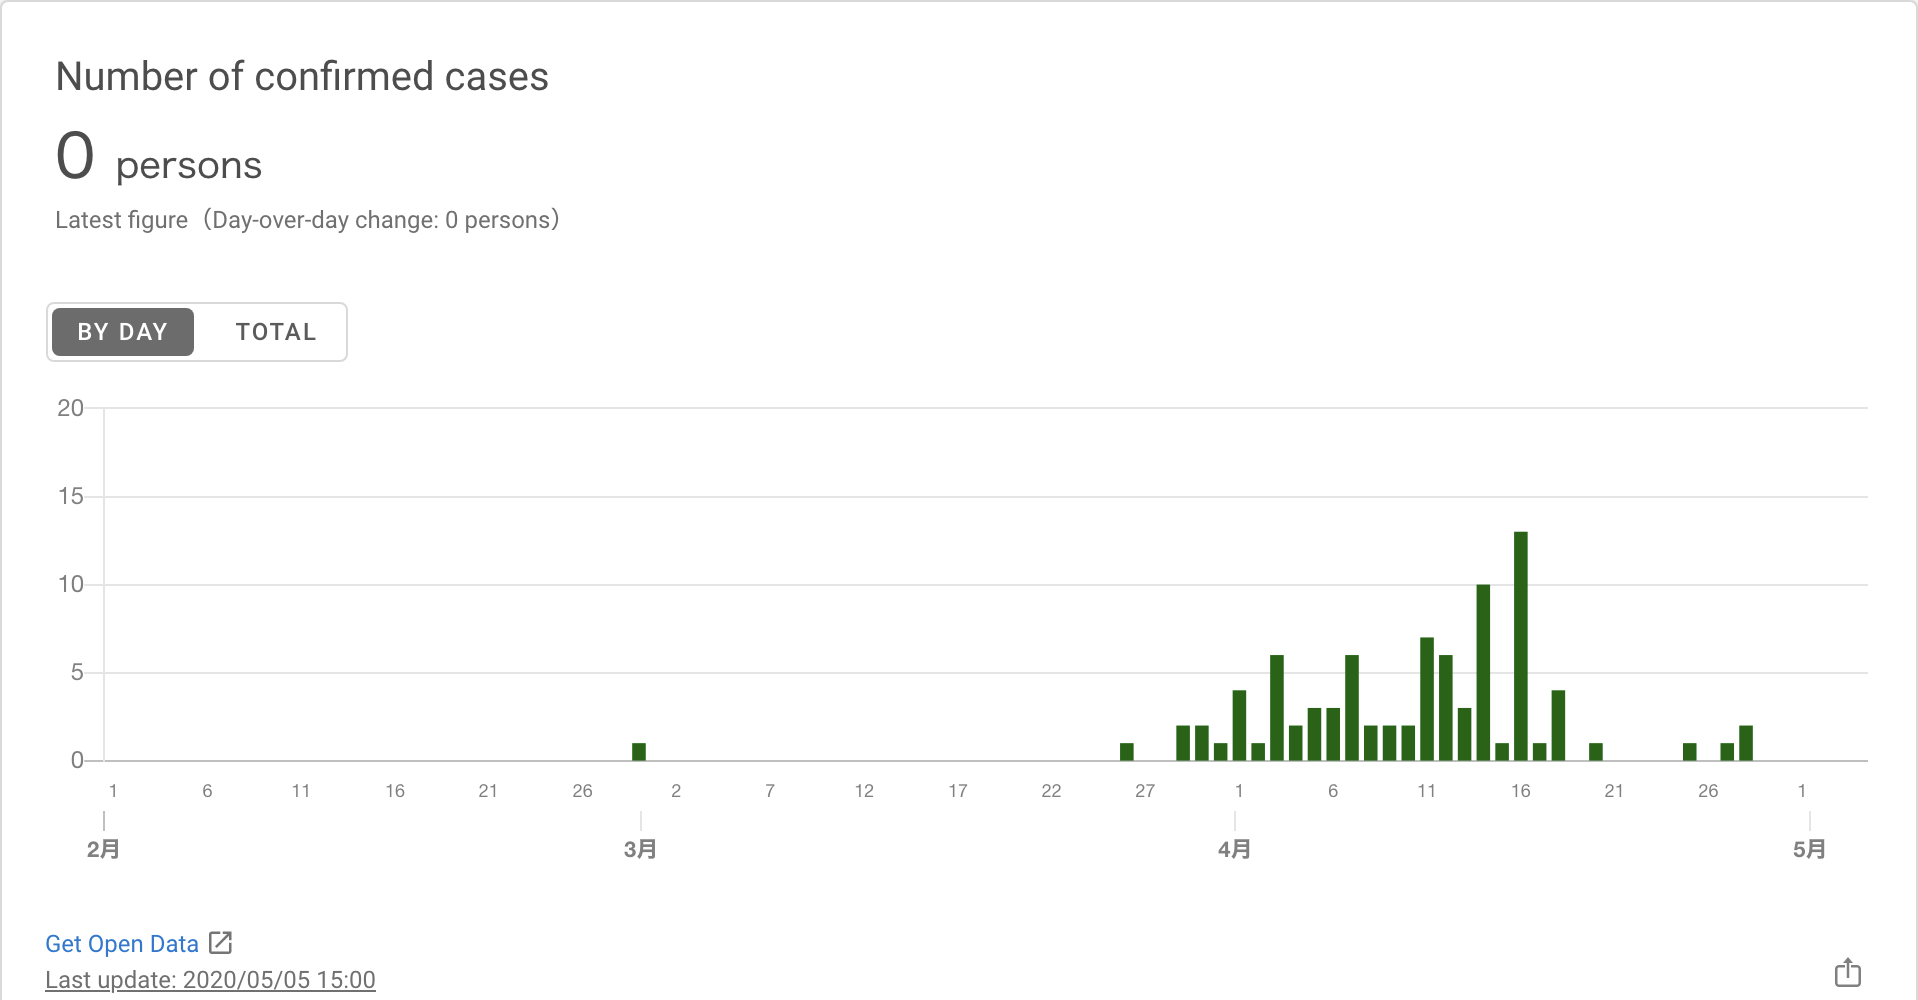 Number of confirmed cases
0 persons
Latest figure（Day-over-day change: 0 persons）
BY DAY TOTAL
20
15
10
5
0
1 6 11 16 21 26 2 7 12 17 22 27 1 6 11 16 21 26 1
2月 3月 4月 5月
Get Open Data
Last update: 2020/05/05 15:00